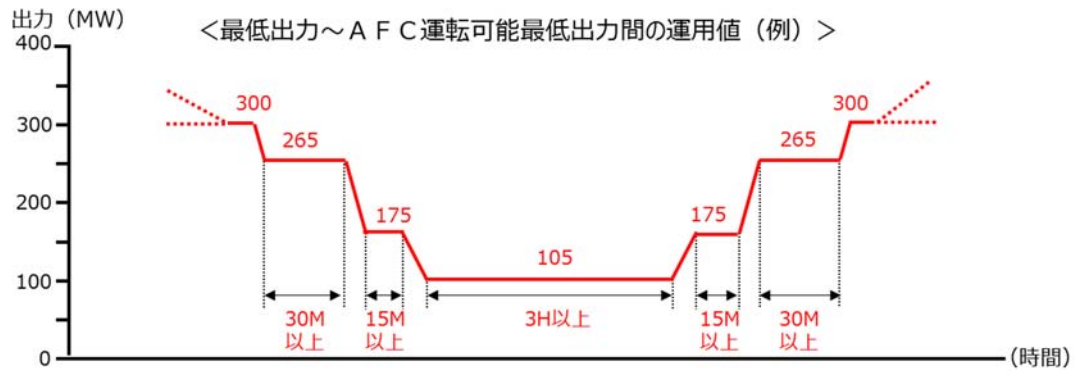 出力（MW）
＜最低出力～ＡＦＣ運転可能最低出力間の運用値（例）＞
400
300
200
100
0
300
265
175
105
175
265
300
30M
以上
15M
以上
3H以上
15M
以上
30M
以上
（時間）